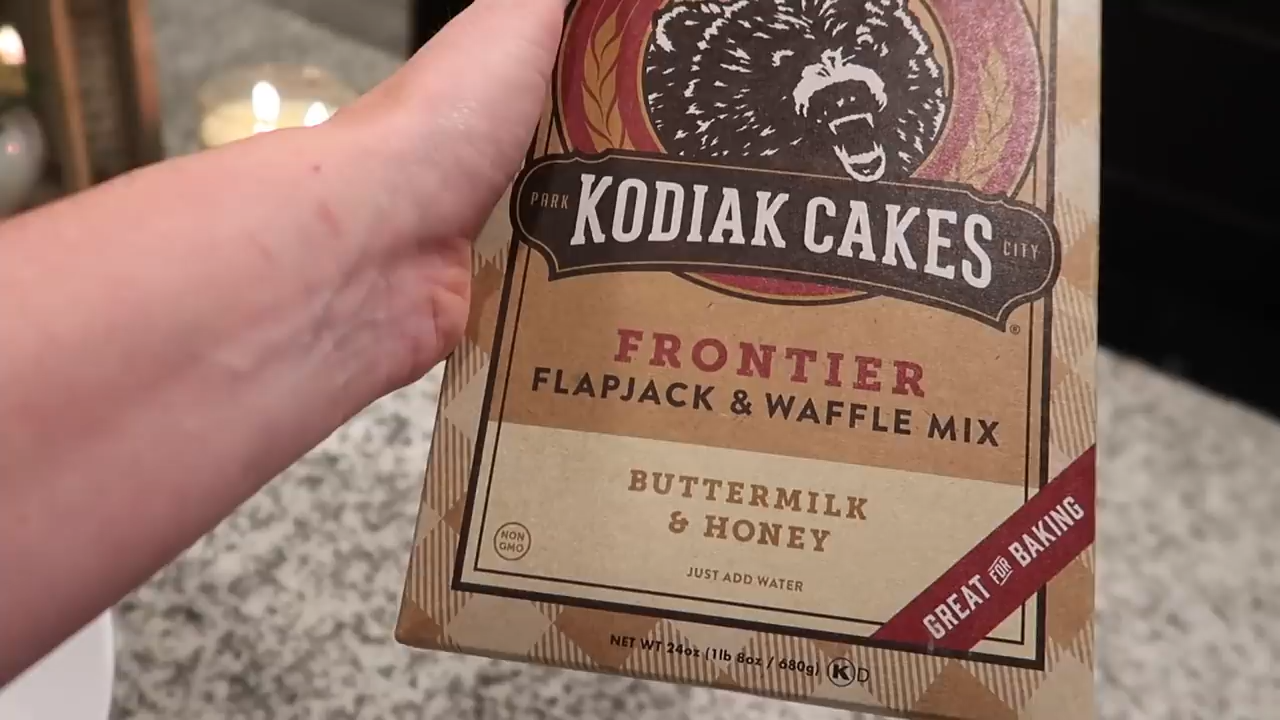 PARK KODIAK CAKES CITY
®
FRONTIER
FLAPJACK & WAFFLE MIX
BUTTERMILK
& HONEY
NON
GMO
JUST ADD WATER
GREAT FOR BAKING
NET WT 24oz (1lb 8oz / 680g) K D